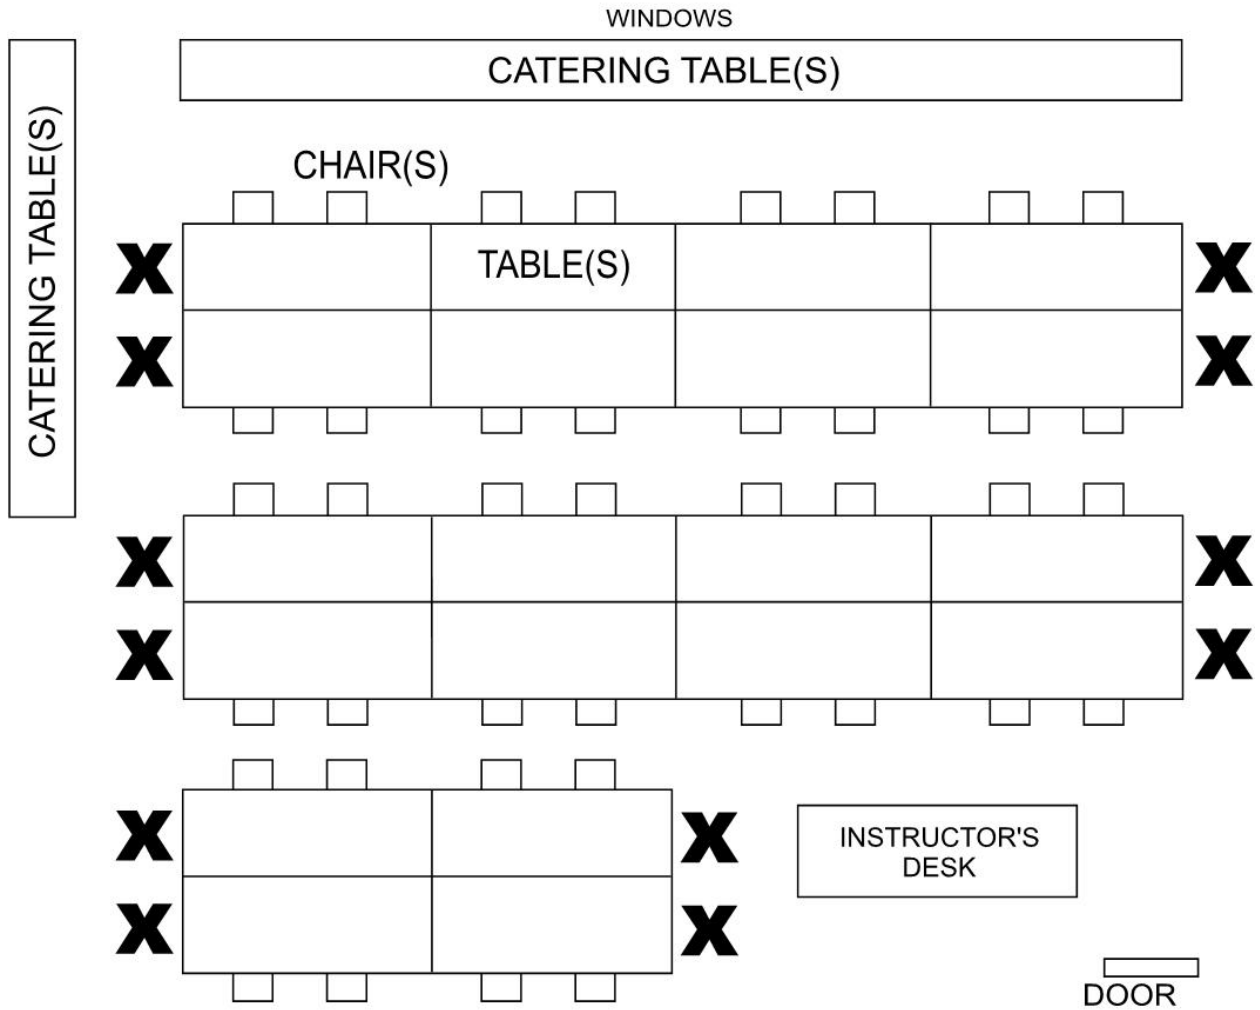 WINDOWS
CATERING TABLE(S)
CATERING TABLE(S)
CHAIR(S)
TABLE(S)
X
X
X
X
X
X
X
X
X
X
X
X
INSTRUCTOR'S
DESK
DOOR